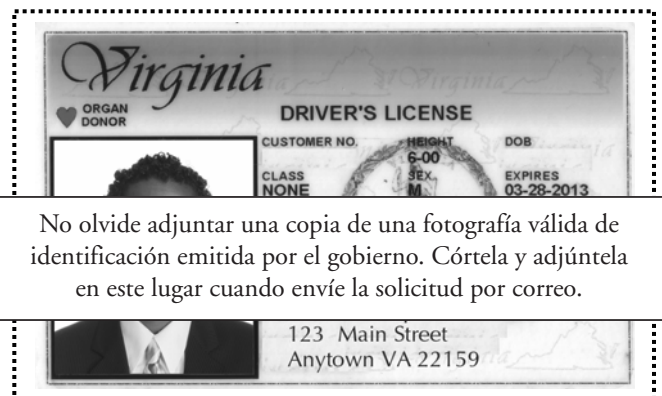 Virginia
ORGAN
DONOR
DRIVER'S LICENSE
CUSTOMER NO. HEIGHT DOB
6-00
CLASS SEX EXPIRES
NONE M 03-28-2013
No olvide adjuntar una copia de una fotografía válida de
identificación emitida por el gobierno. Córtela y adjúntela
en este lugar cuando envíe la solicitud por correo.
123 Main Street
Anytown VA 22159